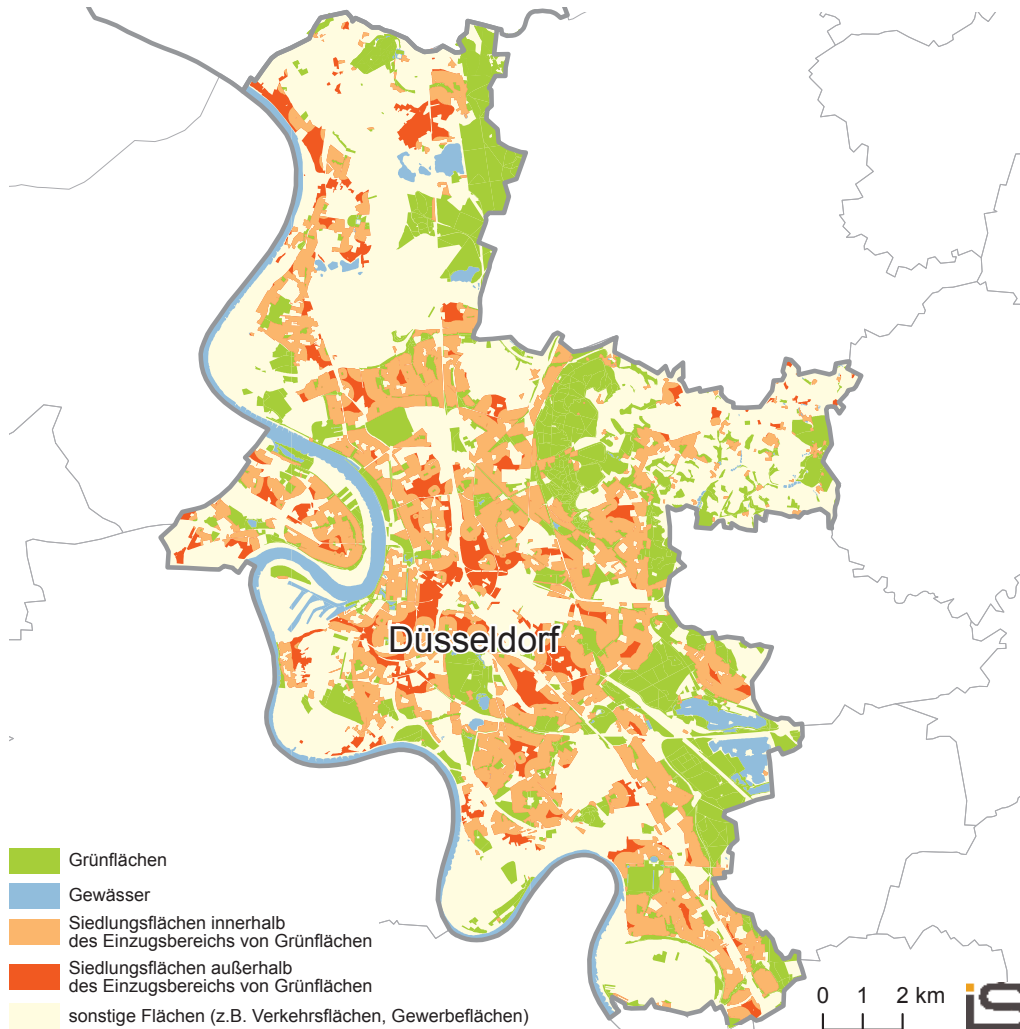 Düsseldorf
Grünflächen
Gewässer
Siedlungsflächen innerhalb
des Einzugsbereichs von Grünflächen
Siedlungsflächen außerhalb
des Einzugsbereichs von Grünflächen
sonstige Flächen (z.B. Verkehrsflächen, Gewerbeflächen)
0 1 2 km